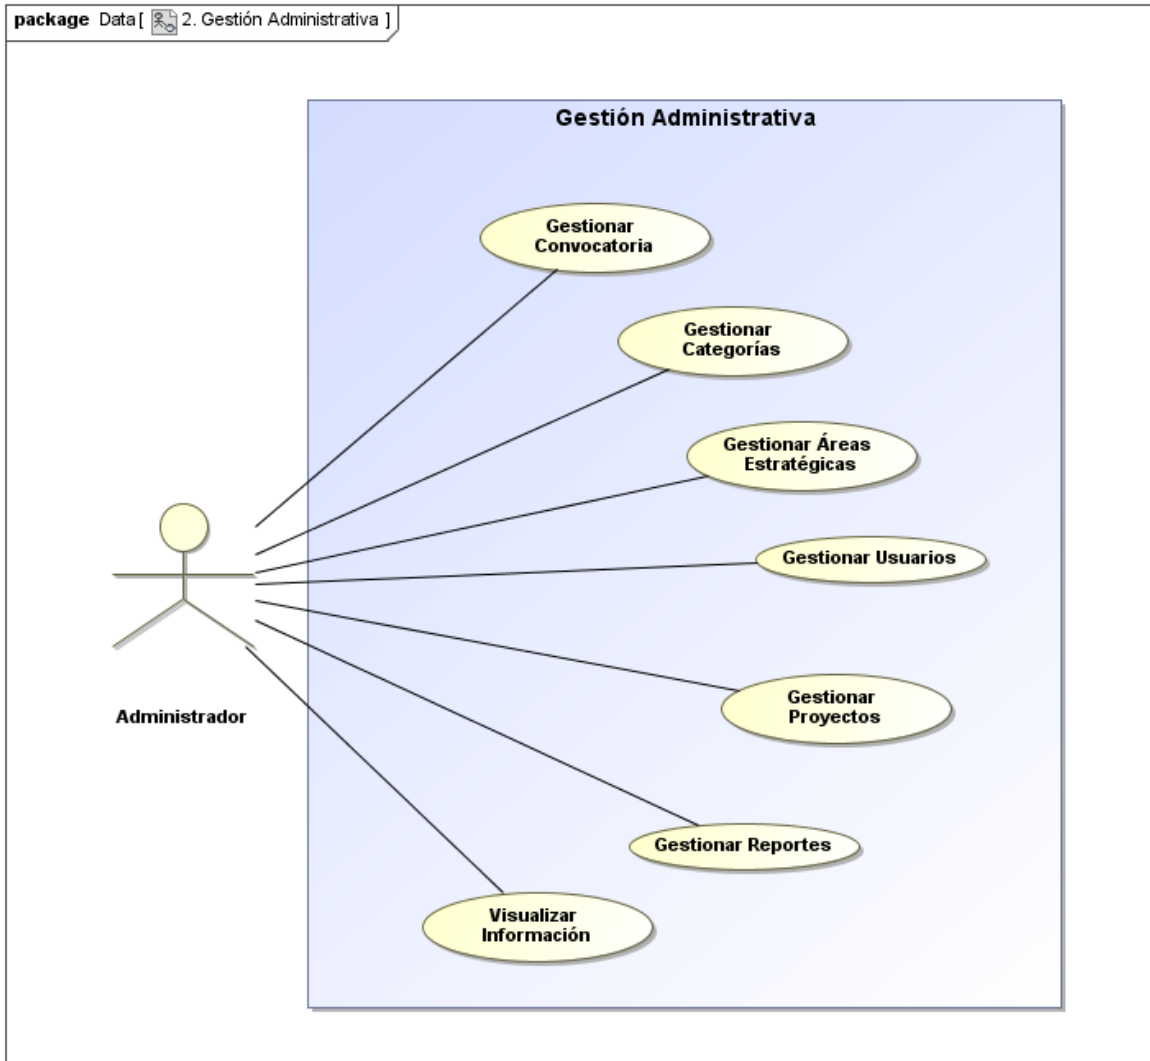 package Data[ 2. Gestión Administrativa ]
Gestión Administrativa
Gestionar
Convocatoria
Gestionar
Categorías
Gestionar Áreas
Estratégicas
Gestionar Usuarios
Gestionar
Proyectos
Administrador
Gestionar Reportes
Visualizar
Información